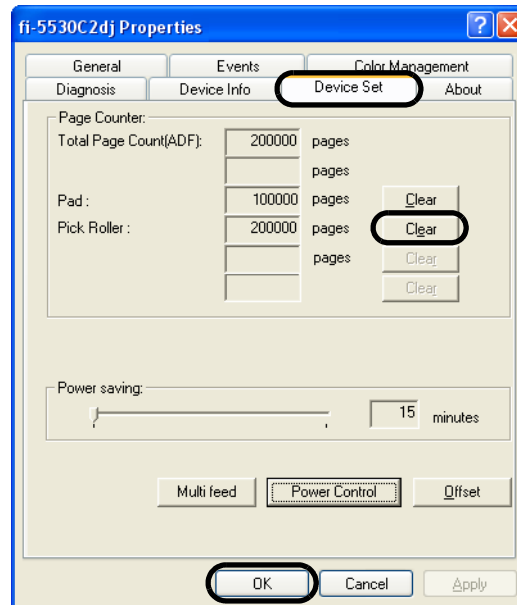 fi-5530C2dj Properties
General Events Color Management
Diagnosis Device Info Device Set About
Page Counter:
Total Page Count(ADF): 200000 pages
pages
Pad : 100000 pages Clear
Pick Roller : 200000 pages Clear
pages Clear
Clear
Power saving:
15 minutes
Multi feed Power Control Offset
OK Cancel Apply